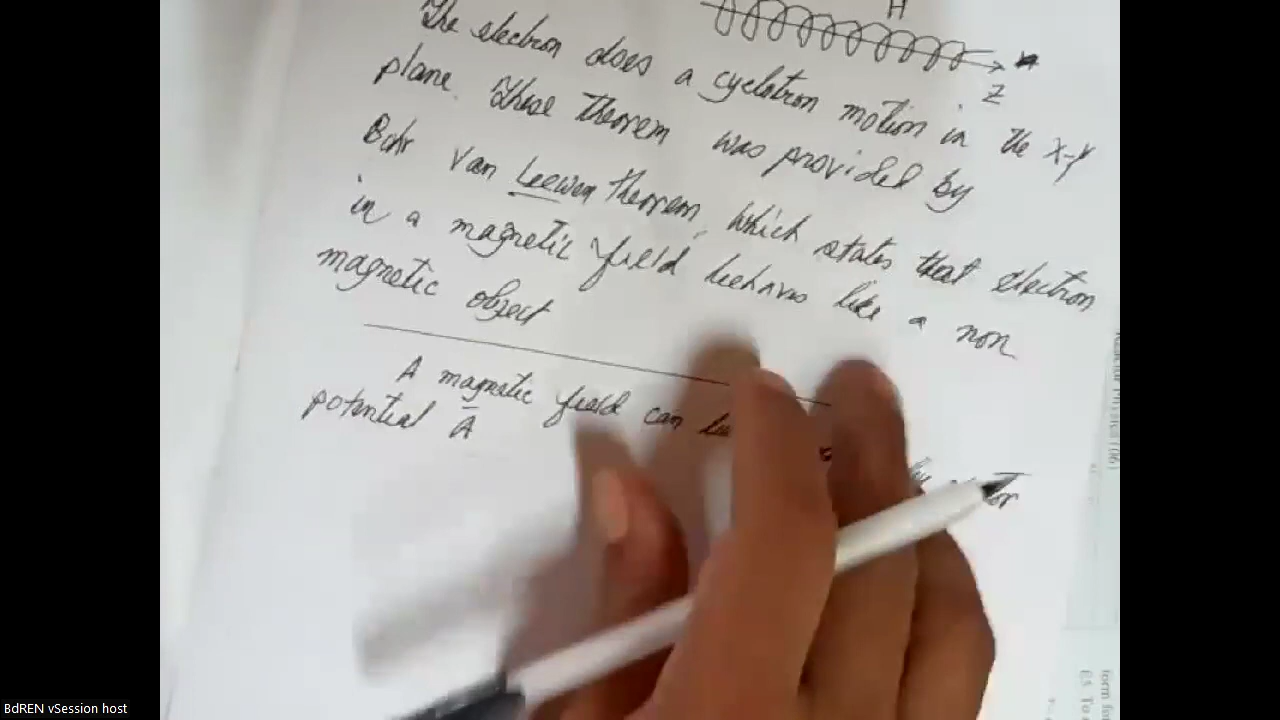 H
Z
The electron does a cyclotron motion in the X-Y
plane. These theorem was provided by
Bohr Van Leewen theorem, which states that electron
in a magnetic field behaves like a non
magnetic object
A magnetic field can
potential A
BdREN vSession host